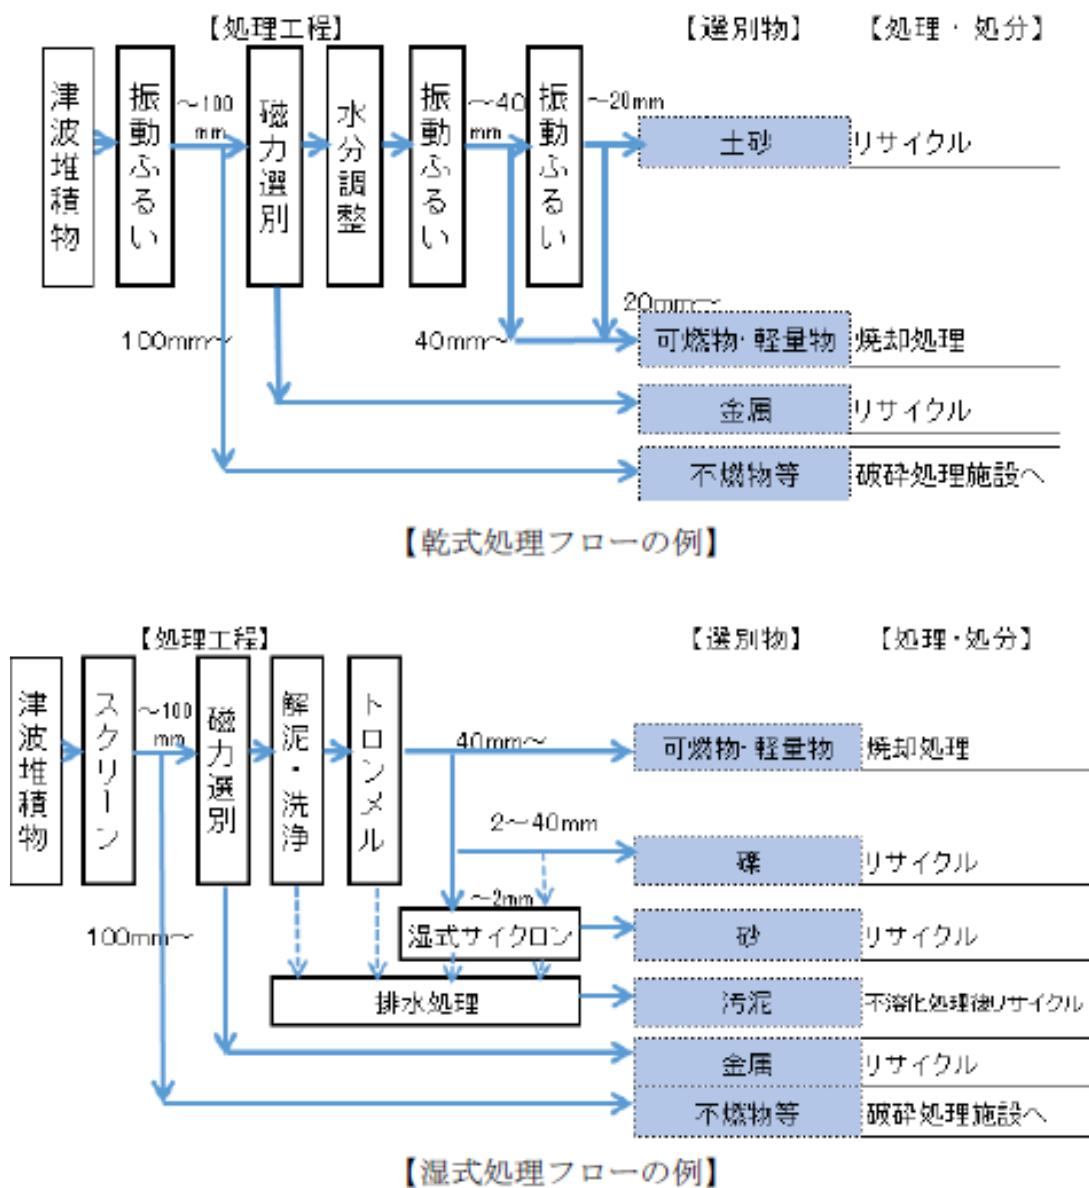 【処理工程】 【選別物】 【処理・処分】
津波堆積物
振動ふるい
～100mm
磁力選別
水分調整
振動ふるい
～40mm
振動ふるい
～20mm
土砂 リサイクル
20mm～
100mm～
40mm～
可燃物・軽量物 焼却処理
金属 リサイクル
不燃物等 破砕処理施設へ
【乾式処理フローの例】
【処理工程】 【選別物】 【処理・処分】
津波堆積物
スクリーン
～100mm
磁力選別
解泥・洗浄
トロンメル
40mm～
可燃物・軽量物 焼却処理
2～40mm
礫 リサイクル
～2mm
湿式サイクロン
砂 リサイクル
100mm～
排水処理
汚泥 不溶化処理後リサイクル
金属 リサイクル
不燃物等 破砕処理施設へ
【湿式処理フローの例】